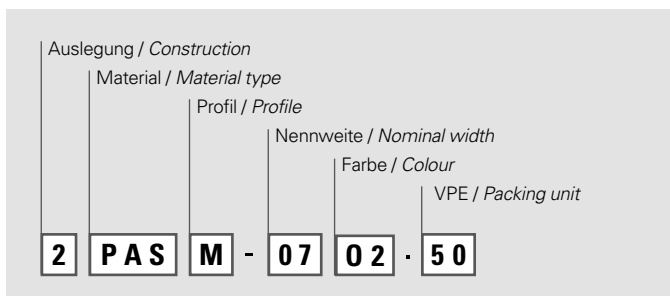 Auslegung / Construction
Material / Material type
Profil / Profile
Nennweite / Nominal width
Farbe / Colour
VPE / Packing unit
2 PAS M - 07 02 . 50